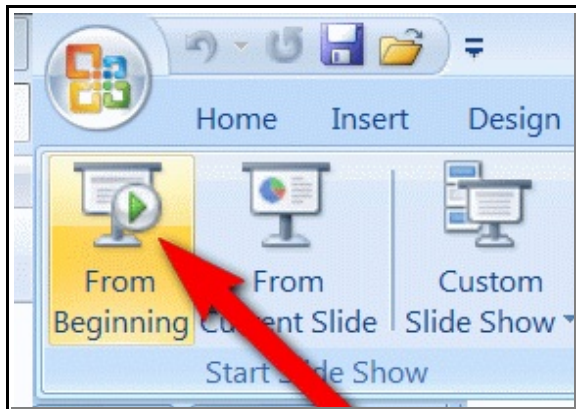 Home Insert Design
From Beginning
From Current Slide
Custom Slide Show
Start Slide Show